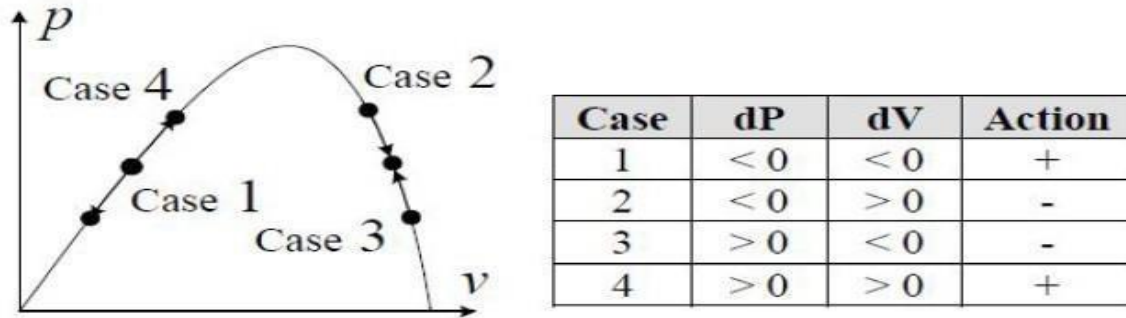 p
Case 4
Case 2
Case 1
Case 3
v
Case dP dV Action
1 < 0 < 0 +
2 < 0 > 0 -
3 > 0 < 0 -
4 > 0 > 0 +